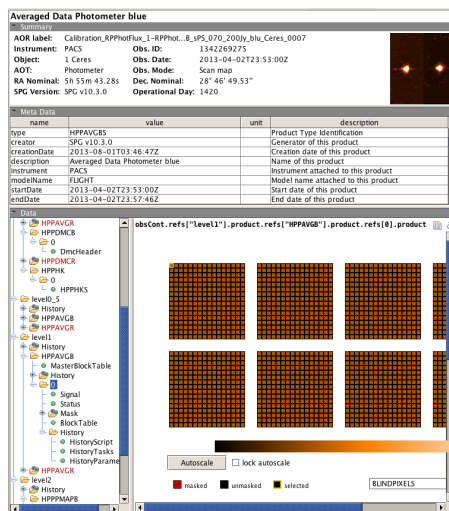 Averaged Data Photometer blue
Summary
AOR label: Calibration_RPPhotFlux_1-RPPhot...8_sPS_070_200Jy_blu_Ceres_0007
Instrument: PACS Obs. ID: 1342269275
Object: 1 Ceres Obs. Date: 2013-04-02T23:53:00Z
AOT: Photometer Obs. Mode: Scan map
RA Nominal: 5h 55m 43.28s Dec. Nominal: 28° 46' 49.53"
SPG Version: SPG v10.3.0 Operational Day: 1420
Meta Data
name value unit description
type HPPAVGBS Product Type Identification
creator SPG v10.3.0 Generator of this product
creationDate 2013-08-01T03:46:47Z Creation date of this product
description Averaged Data Photometer blue Name of this product
instrument PACS Instrument attached to this product
modelName FLIGHT Model name attached to this product
startDate 2013-04-02T23:53:00Z Start date of this product
endDate 2013-04-02T23:57:46Z End date of this product
Data
HPPAVGR
HPPDMCB
0
DmcHeader
HPPDMCR
HPPHK
0
HPPHKS
level0_5
History
HPPAVGB
HPPAVGR
level1
History
HPPAVGB
MasterBlockTable
History
0
Signal
Status
Mask
BlockTable
History
HistoryScript
HistoryTasks
HistoryParame
HPPAVGR
level2
History
HPPPMAPB
obsCont.refs["level1"].product.refs["HPPAVGB"].product.refs[0].product
Autoscale lock autoscale
masked unmasked selected BLINDPIXELS